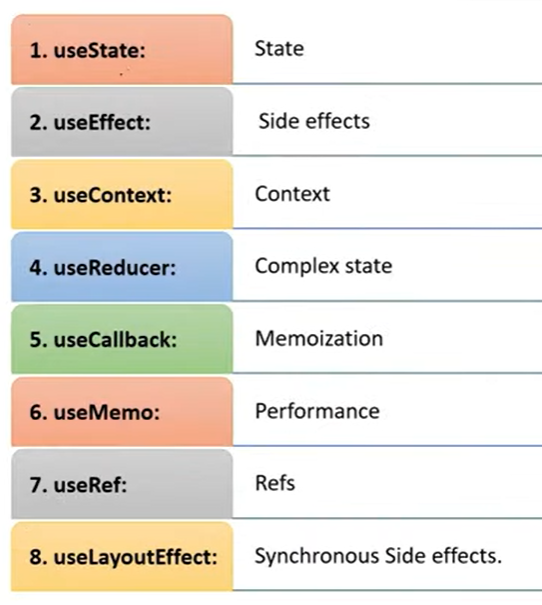 1. useState: State
2. useEffect: Side effects
3. useContext: Context
4. useReducer: Complex state
5. useCallback: Memoization
6. useMemo: Performance
7. useRef: Refs
8. useLayoutEffect: Synchronous Side effects.